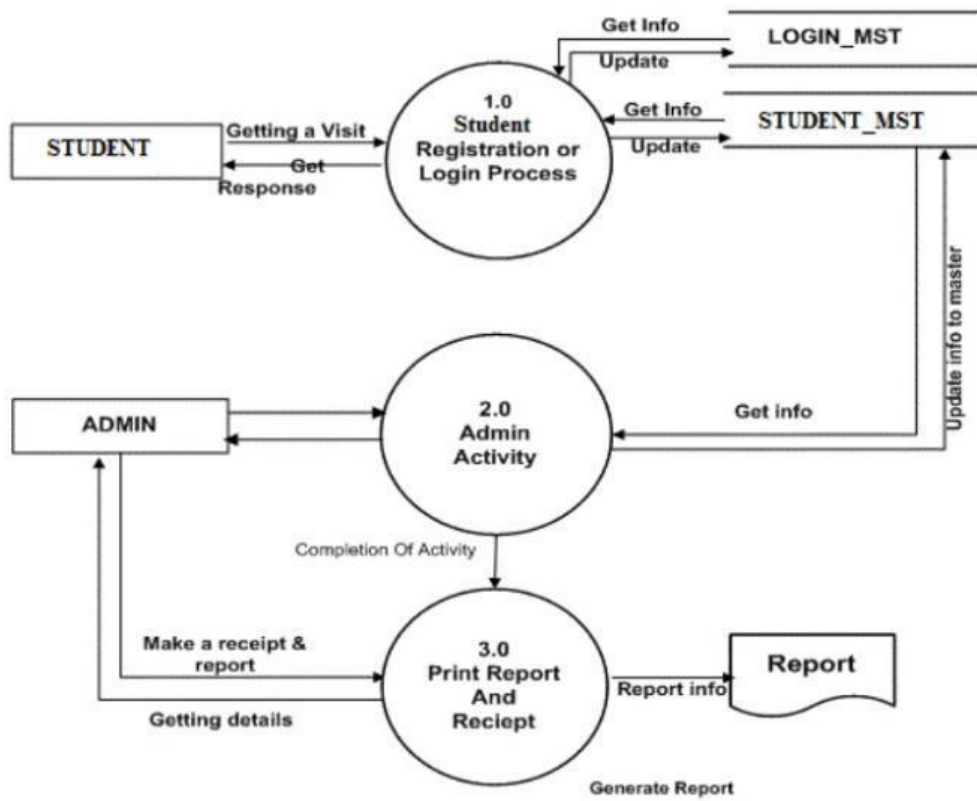 Get Info
LOGIN_MST
Update
1.0
Student
Registration or
Login Process
Get Info
STUDENT_MST
Update
STUDENT
Getting a Visit
Get
Response
Update info to master
ADMIN
2.0
Admin
Activity
Get info
Completion Of Activity
Make a receipt &
report
3.0
Print Report
And
Reciept
Report info
Report
Getting details
Generate Report